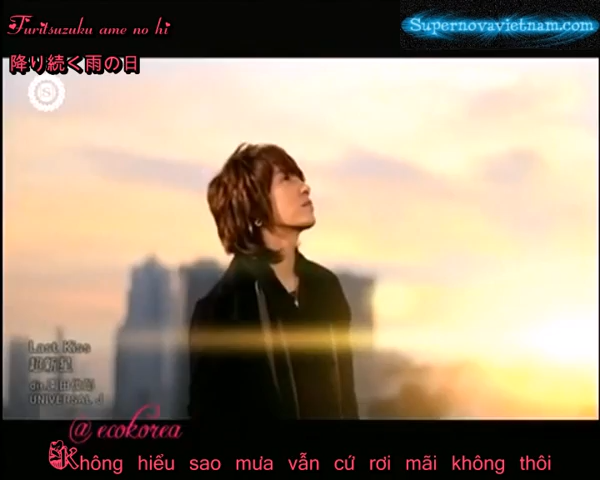 Furitsuzuku ame no hi
Supernovavietnam.com
降り続く雨の日
S
Last Kiss
超新星
UNIVERSAL J
@ ecokorea
Không hiểu sao mưa vẫn cứ rơi mãi không thôi